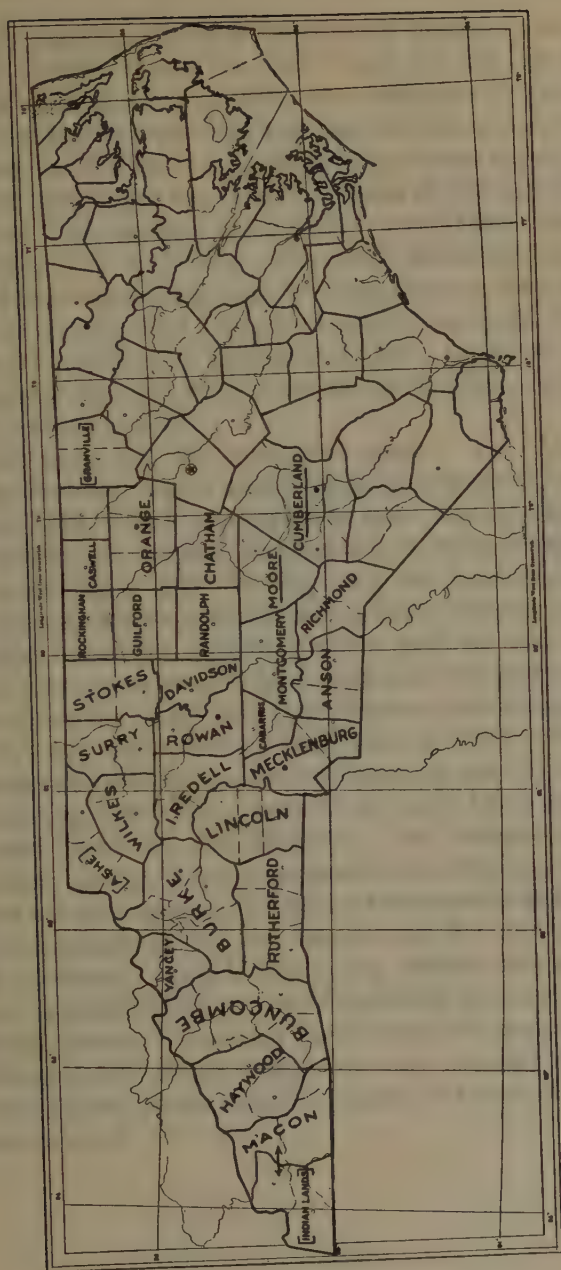 [GRANVILLE]
CASWELL
ROCKINGHAM
ORANGE
GUILFORD
CHATHAM
RANDOLPH
CUMBERLAND
MOORE
MONTGOMERY
RICHMOND
ANSON
STOKES
DAVIDSON
SURRY
ROWAN
CABARRUS
MECKLENBURG
WILKES
IREDELL
LINCOLN
[ASHE]
BURKE
RUTHERFORD
YANCEY
BUNCOMBE
HAYWOOD
MACON
[INDIAN LANDS]